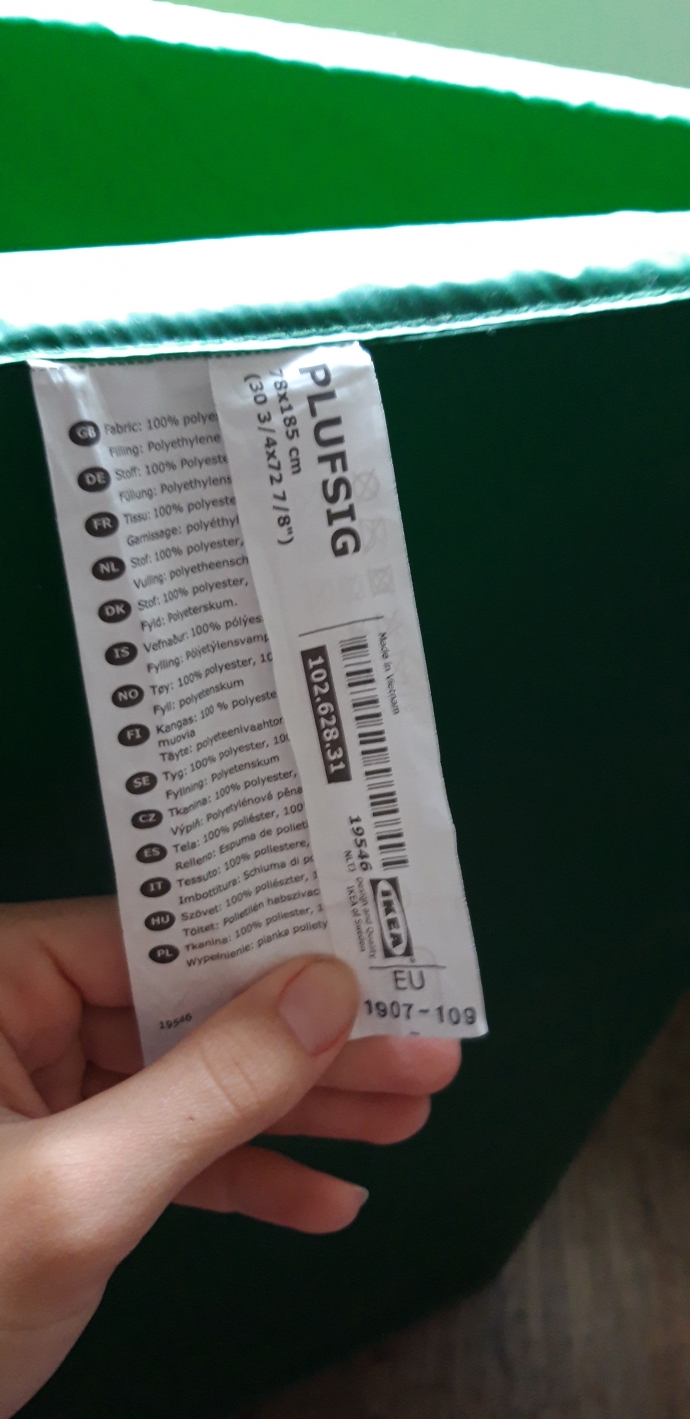 GB Fabric: 100% polye
Filling: Polyethylene
DE Stoff: 100% Polyest
Füllung: Polyethylens
FR Tissu: 100% polyeste
Garnissage: polyéthyl
NL Stof: 100% polyester,
Vulling: polyetheensch
DK Stof: 100% polyester,
Fyld: Polyeterskum.
IS Vefnaður: 100% pólýes
Fylling: Pólýetýlensvamp
NO Tøy: 100% polyester, 10
Fyll: polyetenskum
FI Kangas: 100 % polyeste
muovia
Täyte: polyeteenivaahtor
SE Tyg: 100% polyester, 10
Fyllning: Polyetenskum
CZ Tkanina: 100% polyester,
Výplň: Polyetylénová pěna
ES Tela: 100% poliéster, 100
Relleno: Espuma de poliet
IT Tessuto: 100% poliestere,
Imbottitura: Schiuma di po
HU Szövet: 100% poliészter, 1
Töltet: Polietilén habszivac
PL Tkanina: 100% poliester, 1
Wypełnienie: pianka poliety
19546
PLUFSIG
78x185 cm
(30 3/4x72 7/8")
Made in Vietnam
102.628.31
19546
Design and Quality
IKEA of Sweden
IKEA®
EU
1907-109